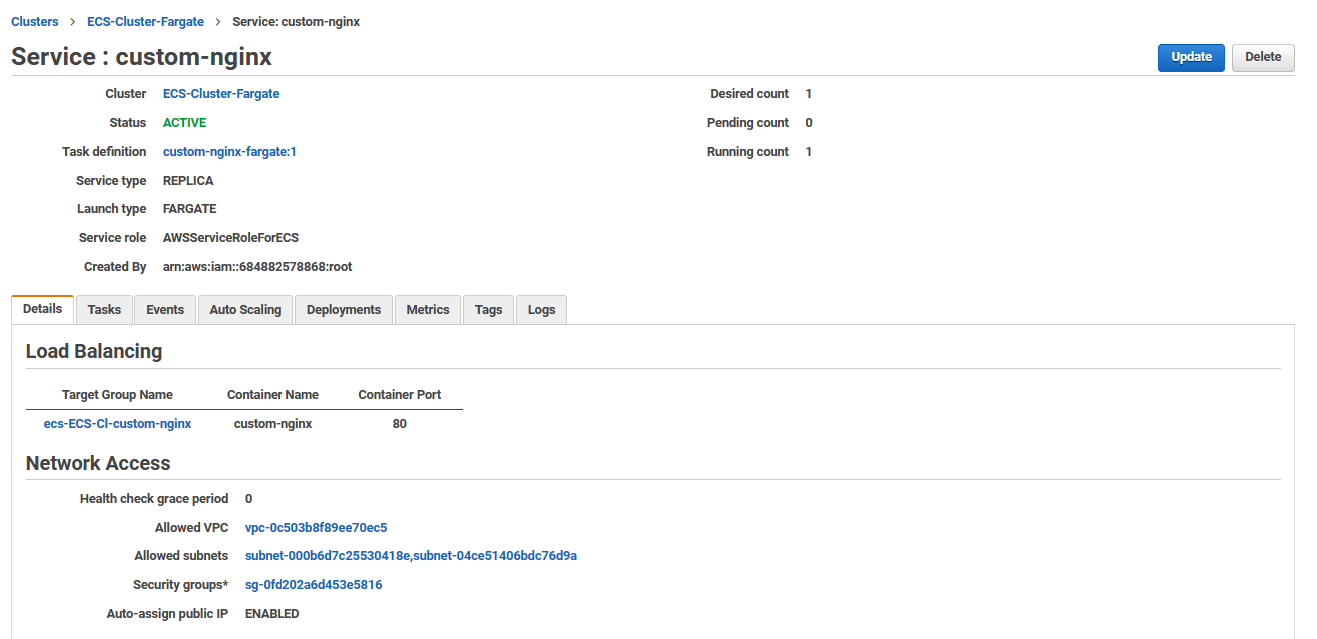 Clusters > ECS-Cluster-Fargate > Service: custom-nginx
Service : custom-nginx
Update Delete
Cluster ECS-Cluster-Fargate Desired count 1
Status ACTIVE Pending count 0
Task definition custom-nginx-fargate:1 Running count 1
Service type REPLICA
Launch type FARGATE
Service role AWSServiceRoleForECS
Created By arn:aws:iam::684882578868:root
Details Tasks Events Auto Scaling Deployments Metrics Tags Logs
Load Balancing
Target Group Name Container Name Container Port
ecs-ECS-Cl-custom-nginx custom-nginx 80
Network Access
Health check grace period 0
Allowed VPC vpc-0c503b8f89ee70ec5
Allowed subnets subnet-000b6d7c25530418e,subnet-04ce51406bdc76d9a
Security groups* sg-0fd202a6d453e5816
Auto-assign public IP ENABLED